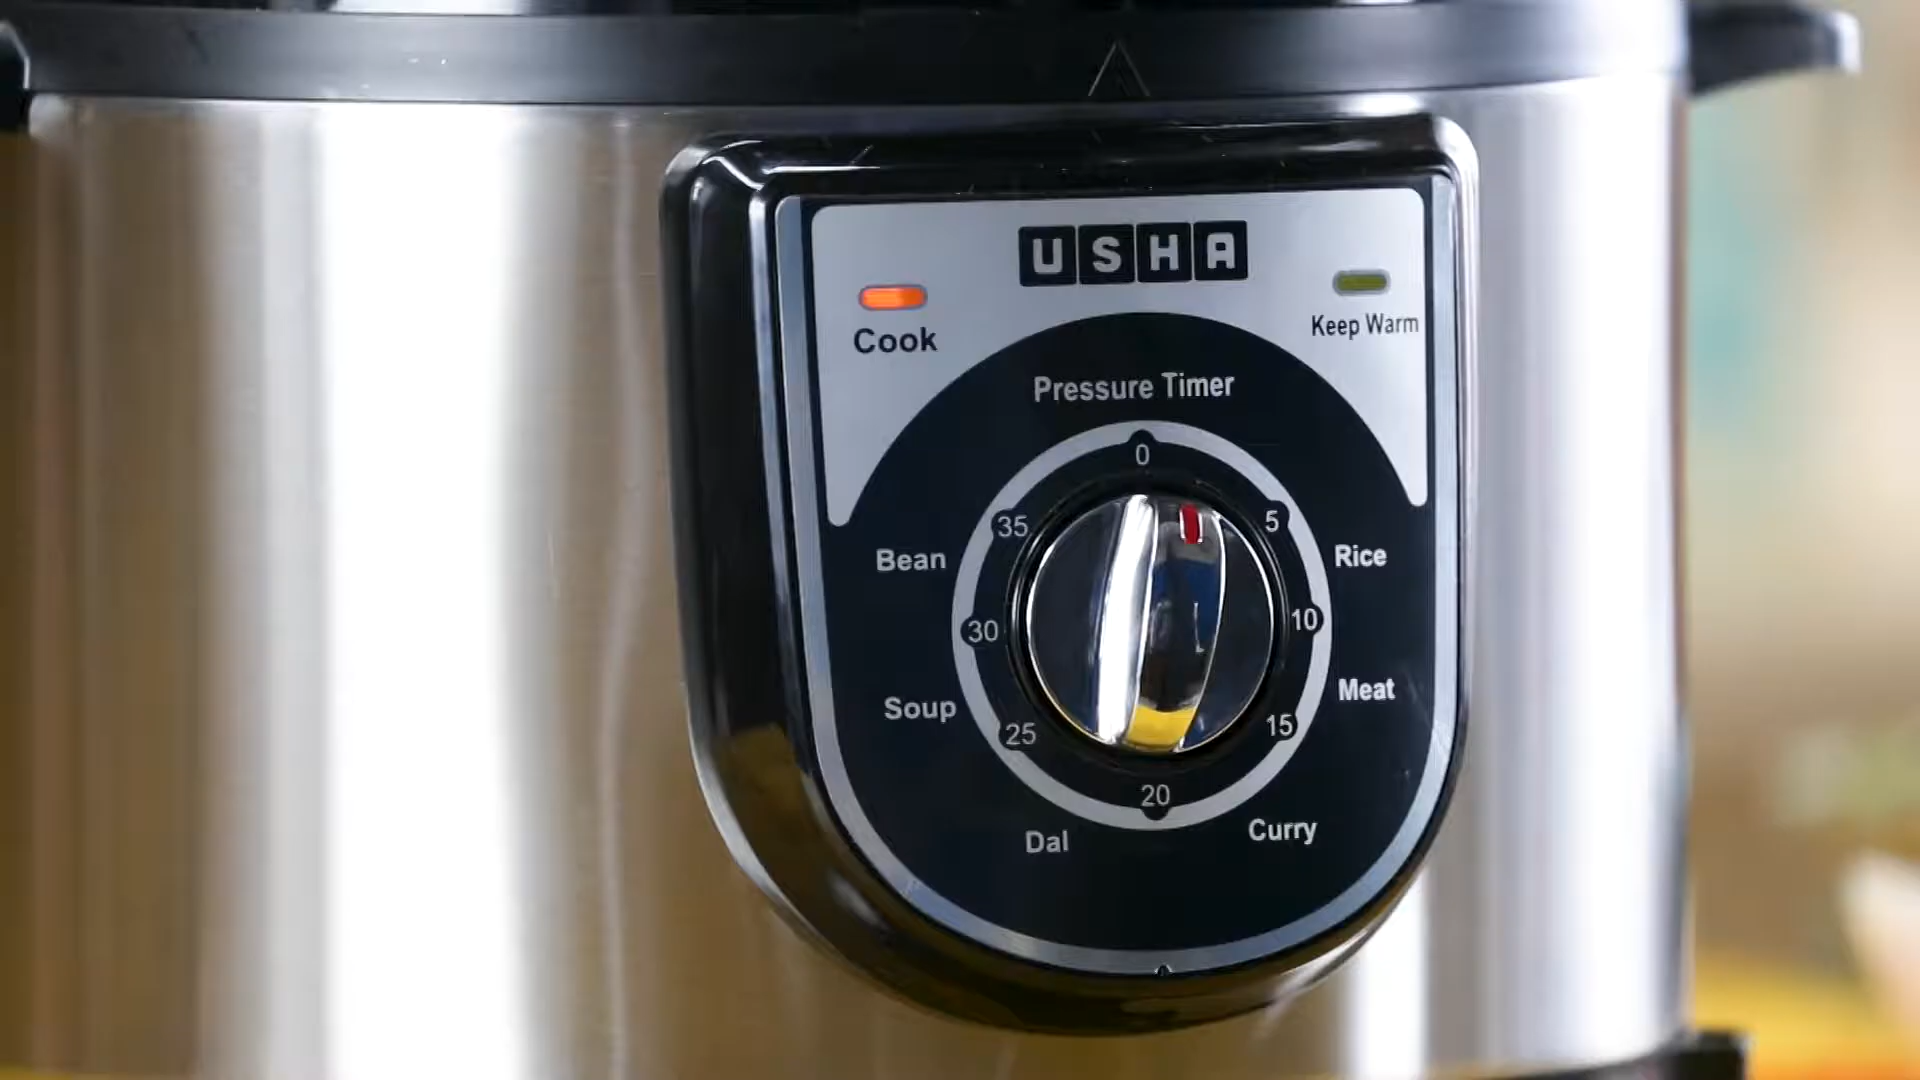 USHA
Cook
Keep Warm
Pressure Timer
0
35
5
Bean
Rice
30
10
Soup
Meat
25
15
20
Dal
Curry